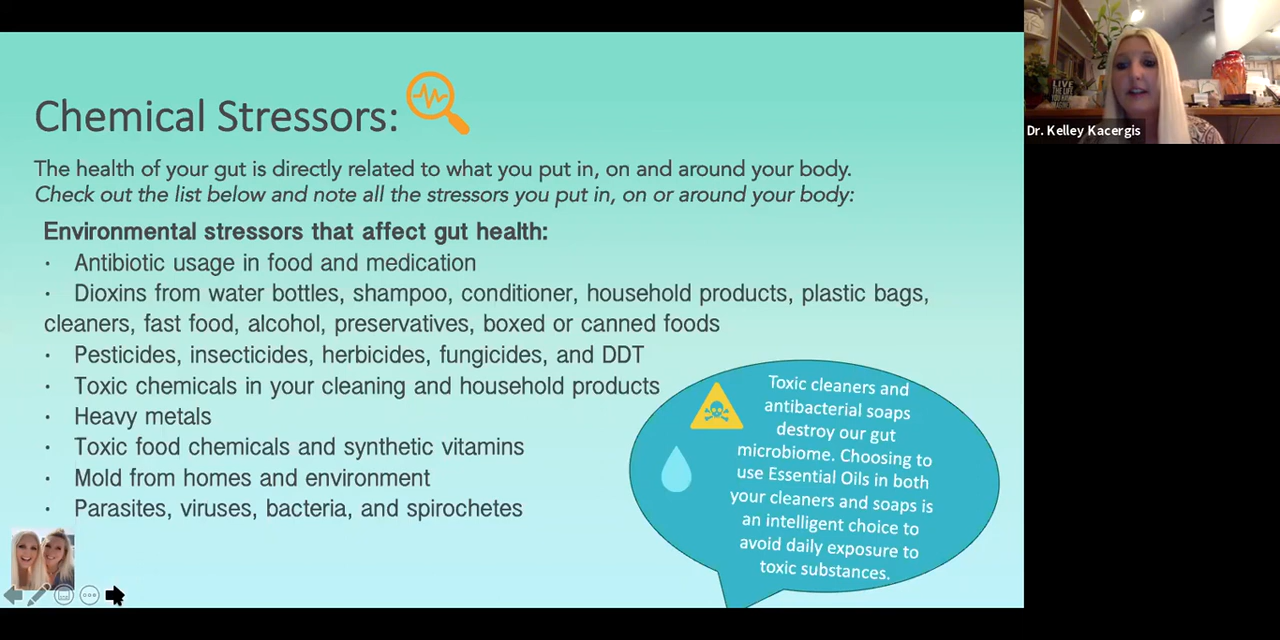 Chemical Stressors:
The health of your gut is directly related to what you put in, on and around your body.
Check out the list below and note all the stressors you put in, on or around your body:
Environmental stressors that affect gut health:
· Antibiotic usage in food and medication
· Dioxins from water bottles, shampoo, conditioner, household products, plastic bags,
cleaners, fast food, alcohol, preservatives, boxed or canned foods
· Pesticides, insecticides, herbicides, fungicides, and DDT
· Toxic chemicals in your cleaning and household products
· Heavy metals
· Toxic food chemicals and synthetic vitamins
· Mold from homes and environment
· Parasites, viruses, bacteria, and spirochetes
Toxic cleaners and
antibacterial soaps
destroy our gut
microbiome. Choosing to
use Essential Oils in both
your cleaners and soaps is
an intelligent choice to
avoid daily exposure to
toxic substances.
LIVE
THE LIFE
Dr. Kelley Kacergis